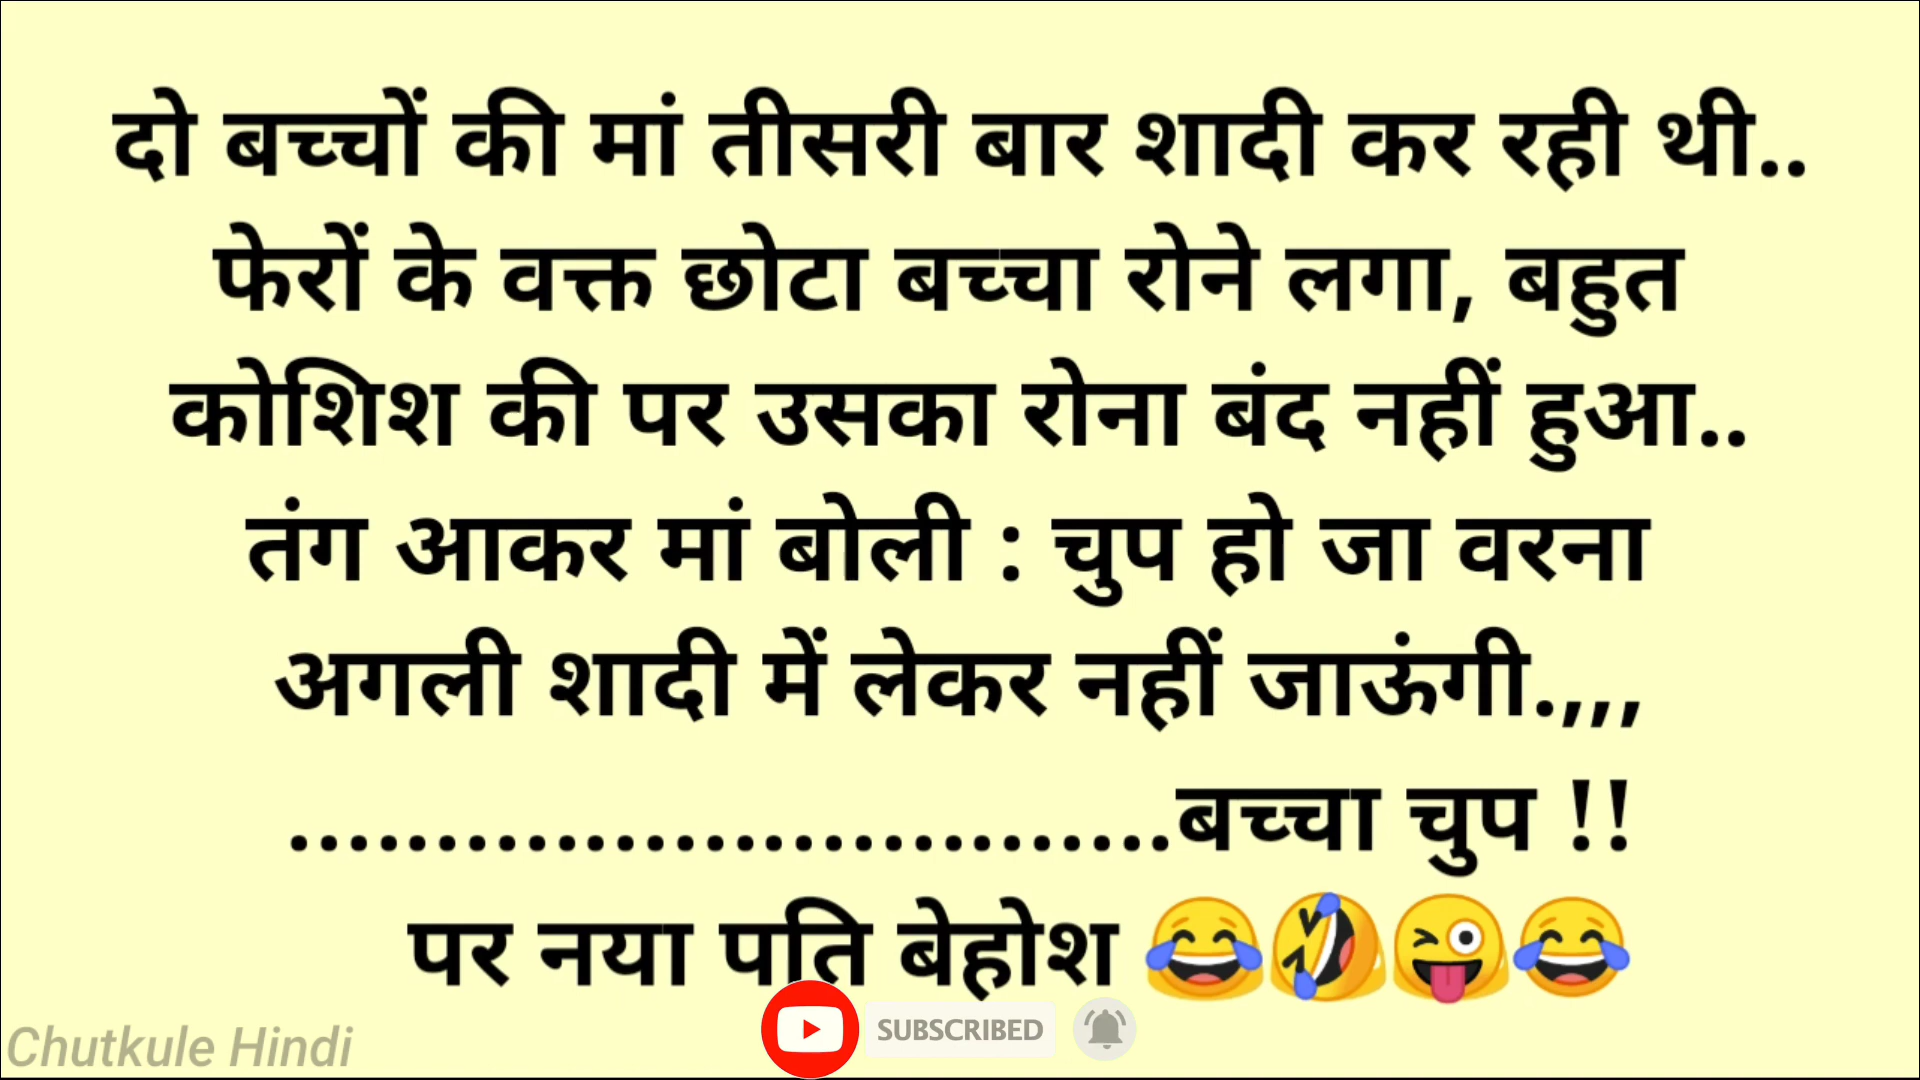 दो बच्चों की मां तीसरी बार शादी कर रही थी..
फेरों के वक्त छोटा बच्चा रोने लगा, बहुत
कोशिश की पर उसका रोना बंद नहीं हुआ..
तंग आकर मां बोली : चुप हो जा वरना
अगली शादी में लेकर नहीं जाऊंगी.,,,
..............................बच्चा चुप !!
पर नया पति बेहोश 😂🤣😜😂
SUBSCRIBED
Chutkule Hindi